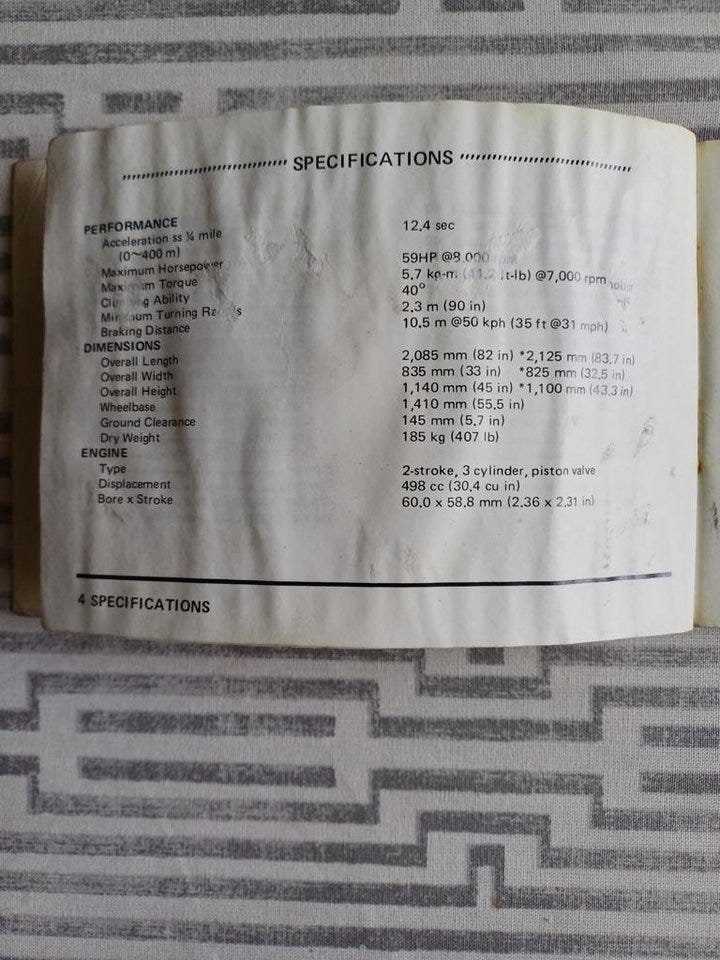 SPECIFICATIONS
PERFORMANCE
Acceleration ss ¼ mile 12.4 sec
(0~400 m)
Maximum Horsepower 59HP @8,000
Maximum Torque 5.7 kg-m (41.2 ft-lb) @7,000 rpm
Climbing Ability 40°
Minimum Turning Radius 2.3 m (90 in)
Braking Distance 10.5 m @50 kph (35 ft @31 mph)
DIMENSIONS
Overall Length 2,085 mm (82 in) *2,125 mm (83.7 in)
Overall Width 835 mm (33 in) *825 mm (32.5 in)
Overall Height 1,140 mm (45 in) *1,100 mm (43.3 in)
Wheelbase 1,410 mm (55.5 in)
Ground Clearance 145 mm (5.7 in)
Dry Weight 185 kg (407 lb)
ENGINE
Type 2-stroke, 3 cylinder, piston valve
Displacement 498 cc (30.4 cu in)
Bore x Stroke 60.0 x 58.8 mm (2.36 x 2.31 in)
4 SPECIFICATIONS